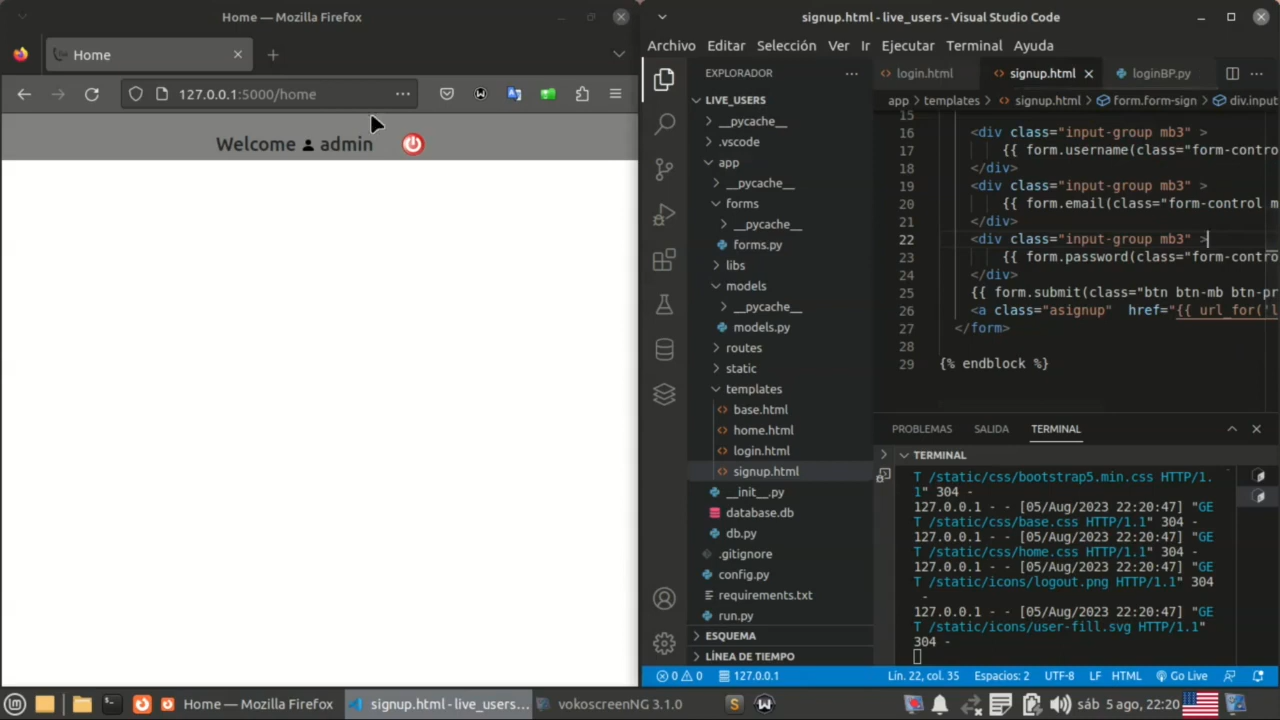 Home — Mozilla Firefox
Home
127.0.0.1:5000/home
Welcome admin
signup.html - live_users - Visual Studio Code
Archivo Editar Selección Ver Ir Ejecutar Terminal Ayuda
EXPLORADOR
LIVE_USERS
__pycache__
.vscode
app
__pycache__
forms
__pycache__
forms.py
libs
models
__pycache__
models.py
routes
static
templates
base.html
home.html
login.html
signup.html
__init__.py
database.db
db.py
.gitignore
config.py
requirements.txt
run.py
ESQUEMA
LÍNEA DE TIEMPO
login.html signup.html loginBP.py
app > templates > signup.html > form.form-sign > div.input
15
16 <div class="input-group mb3" >
17 {{ form.username(class="form-contro
18 </div>
19 <div class="input-group mb3" >
20 {{ form.email(class="form-control m
21 </div>
22 <div class="input-group mb3" >
23 {{ form.password(class="form-contro
24 </div>
25 {{ form.submit(class="btn btn-mb btn-pr
26 <a class="asignup" href="{{ url_for('l
27 </form>
28
29 {% endblock %}
PROBLEMAS SALIDA TERMINAL
TERMINAL
T /static/css/bootstrap5.min.css HTTP/1.
1" 304 -
127.0.0.1 - - [05/Aug/2023 22:20:47] "GE
T /static/css/base.css HTTP/1.1" 304 -
127.0.0.1 - - [05/Aug/2023 22:20:47] "GE
T /static/css/home.css HTTP/1.1" 304 -
127.0.0.1 - - [05/Aug/2023 22:20:47] "GE
T /static/icons/logout.png HTTP/1.1" 304
-
127.0.0.1 - - [05/Aug/2023 22:20:47] "GE
T /static/icons/user-fill.svg HTTP/1.1"
304 -
0 0 127.0.0.1 Lín. 22, col. 35 Espacios: 2 UTF-8 LF HTML Go Live
Home — Mozilla Firefox signup.html - live_users... vokoscreenNG 3.1.0 sáb 5 ago, 22:20